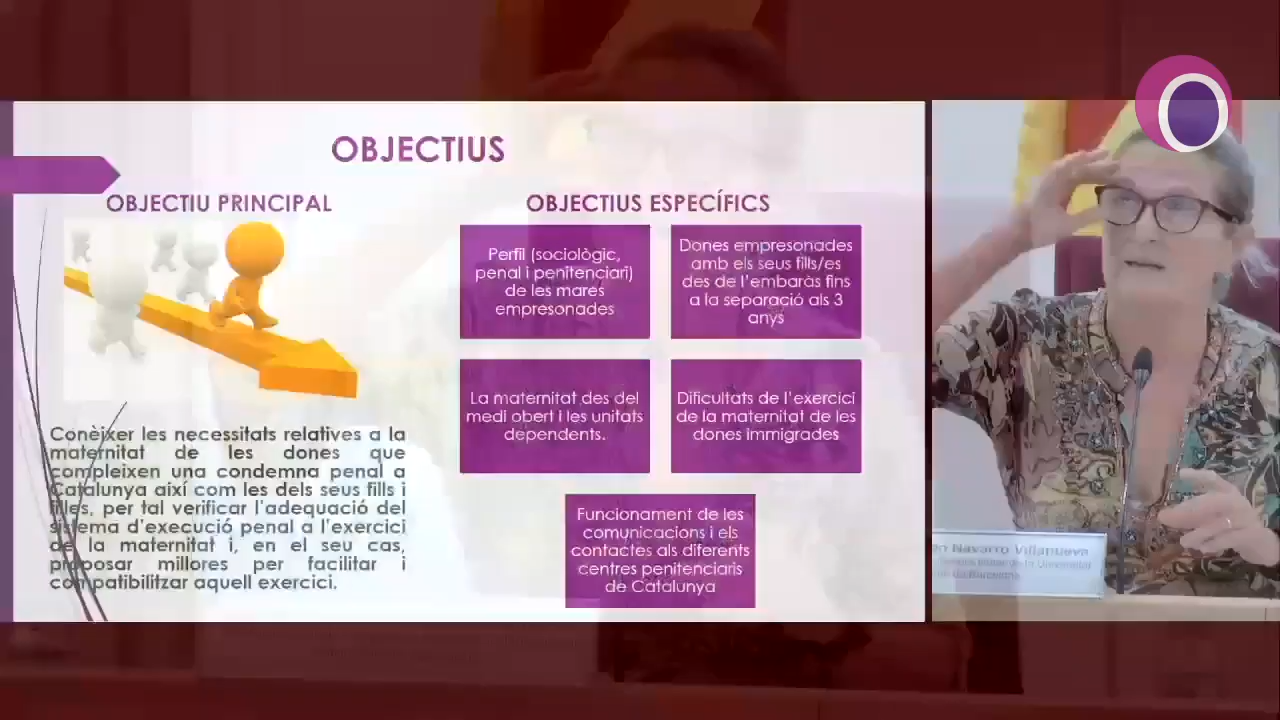 OBJECTIUS
OBJECTIU PRINCIPAL
Conèixer les necessitats relatives a la
maternitat de les dones que
compleixen una condemna penal a
Catalunya així com les dels seus fills i
filles, per tal verificar l'adequació del
sistema d'execució penal a l'exercici
de la maternitat i, en el seu cas,
proposar millores per facilitar i
compatibilitzar aquell exercici.
OBJECTIUS ESPECÍFICS
Perfil (sociològic,
penal i penitenciari)
de les mares
empresonades
Dones empresonades
amb els seus fills/es
des de l'embaràs fins
a la separació als 3
anys
La maternitat des del
medi obert i les unitats
dependents.
Dificultats de l'exercici
de la maternitat de les
dones immigrades
Funcionament de les
comunicacions i els
contactes als diferents
centres penitenciaris
de Catalunya
Navarro Villanueva
de la Universitat